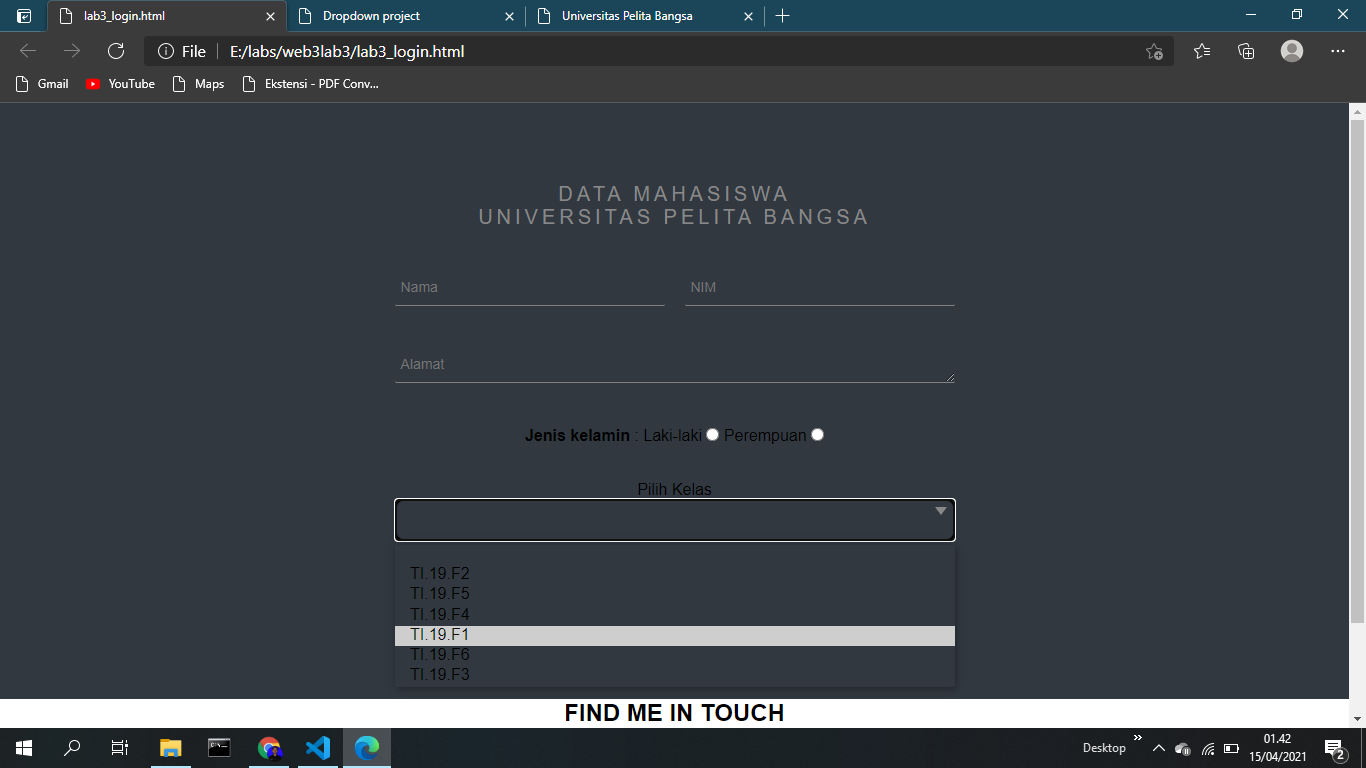 lab3_login.html
Dropdown project
Universitas Pelita Bangsa
File
E:/labs/web3lab3/lab3_login.html
Gmail
YouTube
Maps
Ekstensi - PDF Conv...
DATA MAHASISWA
UNIVERSITAS PELITA BANGSA
Nama
NIM
Alamat
Jenis kelamin : Laki-laki Perempuan
Pilih Kelas
TI.19.F2
TI.19.F5
TI.19.F4
TI.19.F1
TI.19.F6
TI.19.F3
FIND ME IN TOUCH
Desktop
01.42
15/04/2021
2